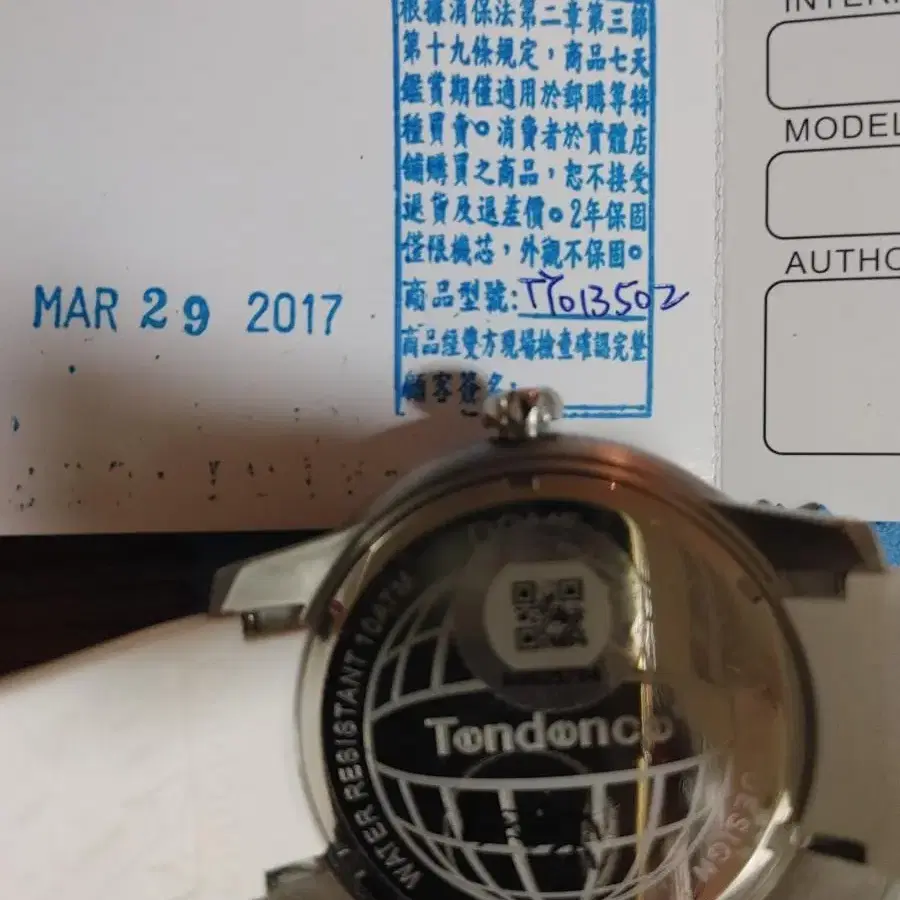 根據消保法第二章第三節
第十九條規定，商品七天
鑑賞期僅適用於郵購等特
種買賣。消費者於實體店
舖購買之商品，恕不接受
退貨及退差價。2年保固
僅限機芯，外觀不保固。
商品型號:TY013502
商品經雙方現場檢查確認完整
顧客簽名:
MAR 29 2017
MODEL
WATER RESISTANT 10ATM
Tendence
DESIGN